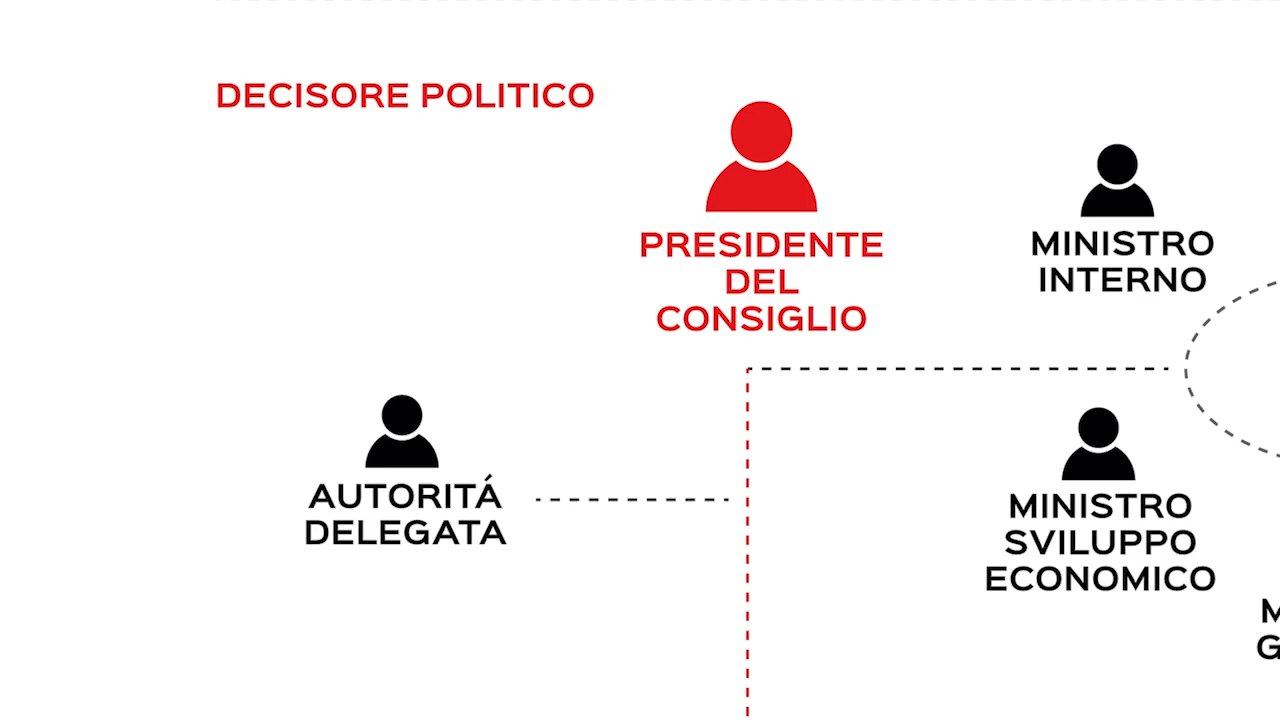 DECISORE POLITICO
PRESIDENTE
DEL
CONSIGLIO
MINISTRO
INTERNO
AUTORITÁ
DELEGATA
MINISTRO
SVILUPPO
ECONOMICO